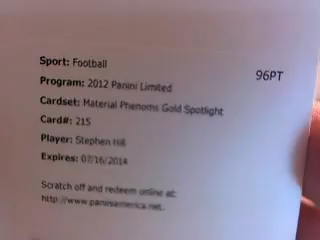 Sport: Football
96PT
Program: 2012 Panini Limited
Cardset: Material Phenoms Gold Spotlight
Card#: 215
Player: Stephen Hill
Expires: 07/16/2014
Scratch off and redeem online at:
http://www.paniniamerica.net.